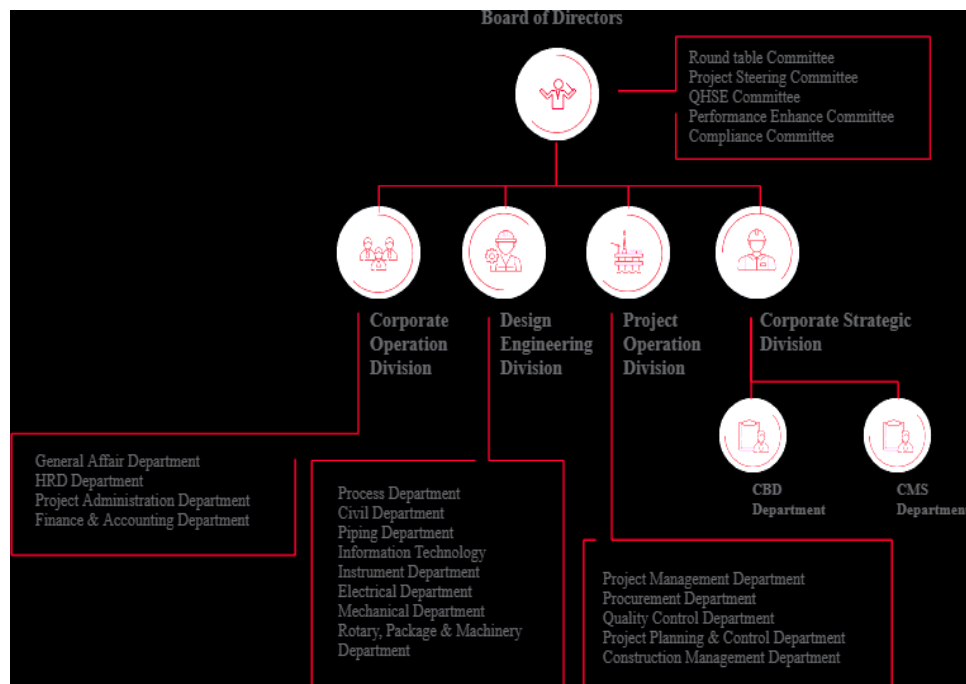 Board of Directors
Round table Committee
Project Steering Committee
QHSE Committee
Performance Enhance Committee
Compliance Committee
Corporate
Operation
Division
Design
Engineering
Division
Project
Operation
Division
Corporate Strategic
Division
CBD
Department
CMS
Department
General Affair Department
HRD Department
Project Administration Department
Finance & Accounting Department
Process Department
Civil Department
Piping Department
Information Technology
Instrument Department
Electrical Department
Mechanical Department
Rotary, Package & Machinery
Department
Project Management Department
Procurement Department
Quality Control Department
Project Planning & Control Department
Construction Management Department